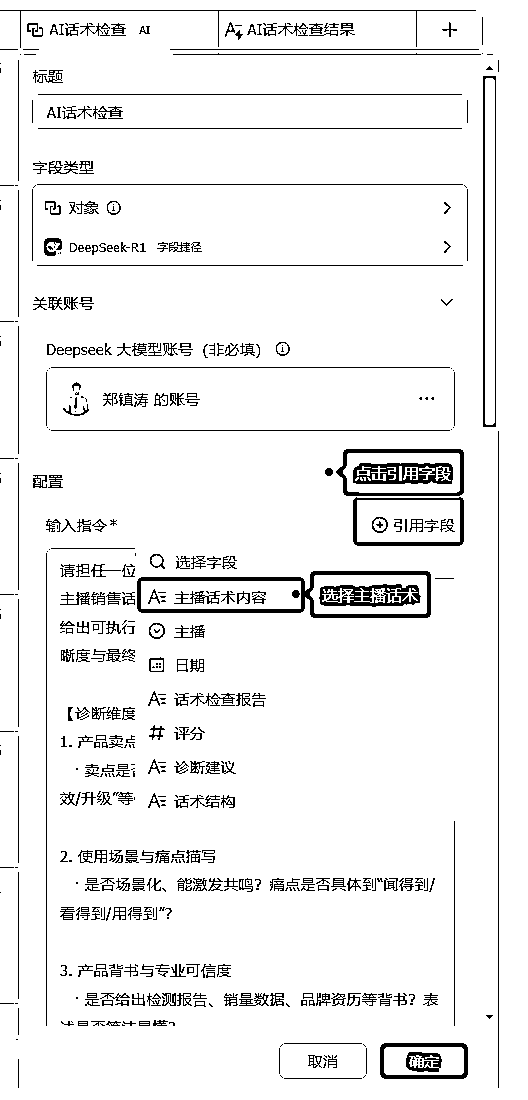 AI话术检查 AI
AI话术检查结果
标题
AI话术检查
字段类型
对象
DeepSeek-R1 字段捷径
关联账号
Deepseek 大模型账号 (非必填)
郑镇涛 的账号
配置
点击引用字段
输入指令*
引用字段
请担任一位
选择字段
主播销售话
主播话术内容
选择主播话术
给出可执行
主播
晰度与最终
日期
话术检查报告
【诊断维度
评分
1. 产品卖点
诊断建议
· 卖点是否
效/升级”等
话术结构
2. 使用场景与痛点描写
· 是否场景化、能激发共鸣？痛点是否具体到“闻得到/
看得到/用得到”？
3. 产品背书与专业可信度
· 是否给出检测报告、销量数据、品牌资历等背书？表
取消
确定